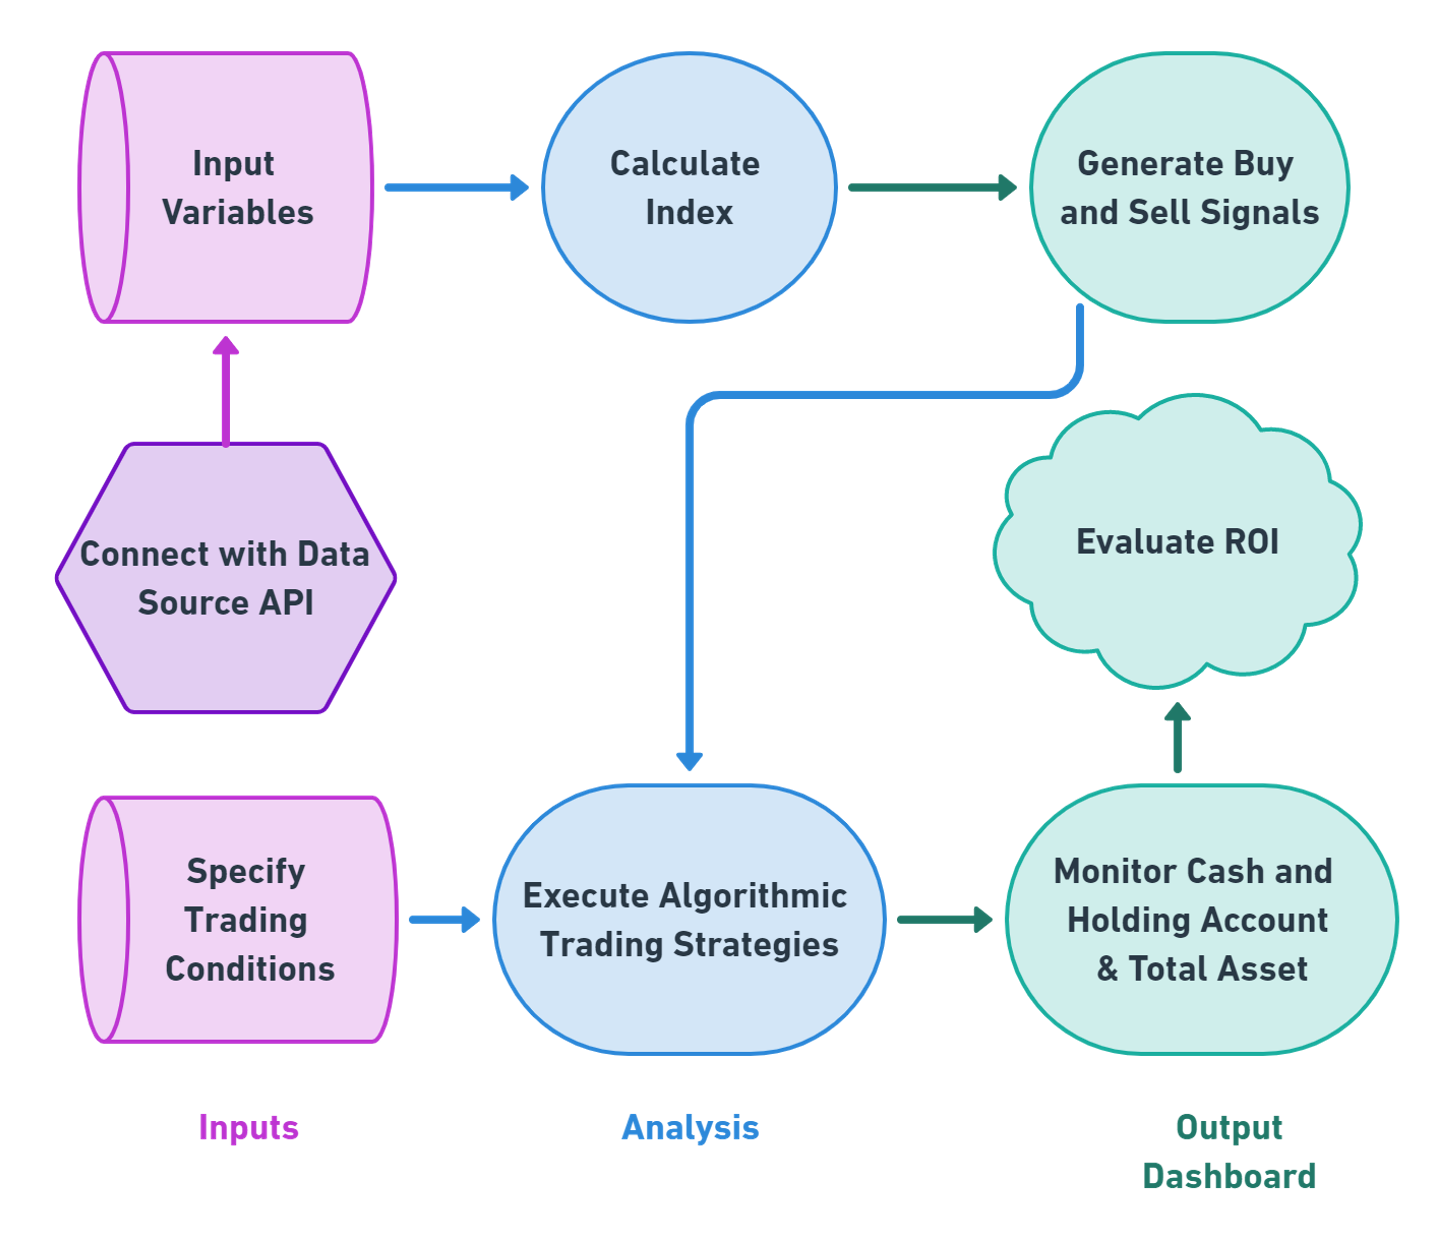 Input
Variables
Calculate
Index
Generate Buy
and Sell Signals
Connect with Data
Source API
Evaluate ROI
Specify
Trading
Conditions
Execute Algorithmic
Trading Strategies
Monitor Cash and
Holding Account
& Total Asset
Inputs
Analysis
Output
Dashboard